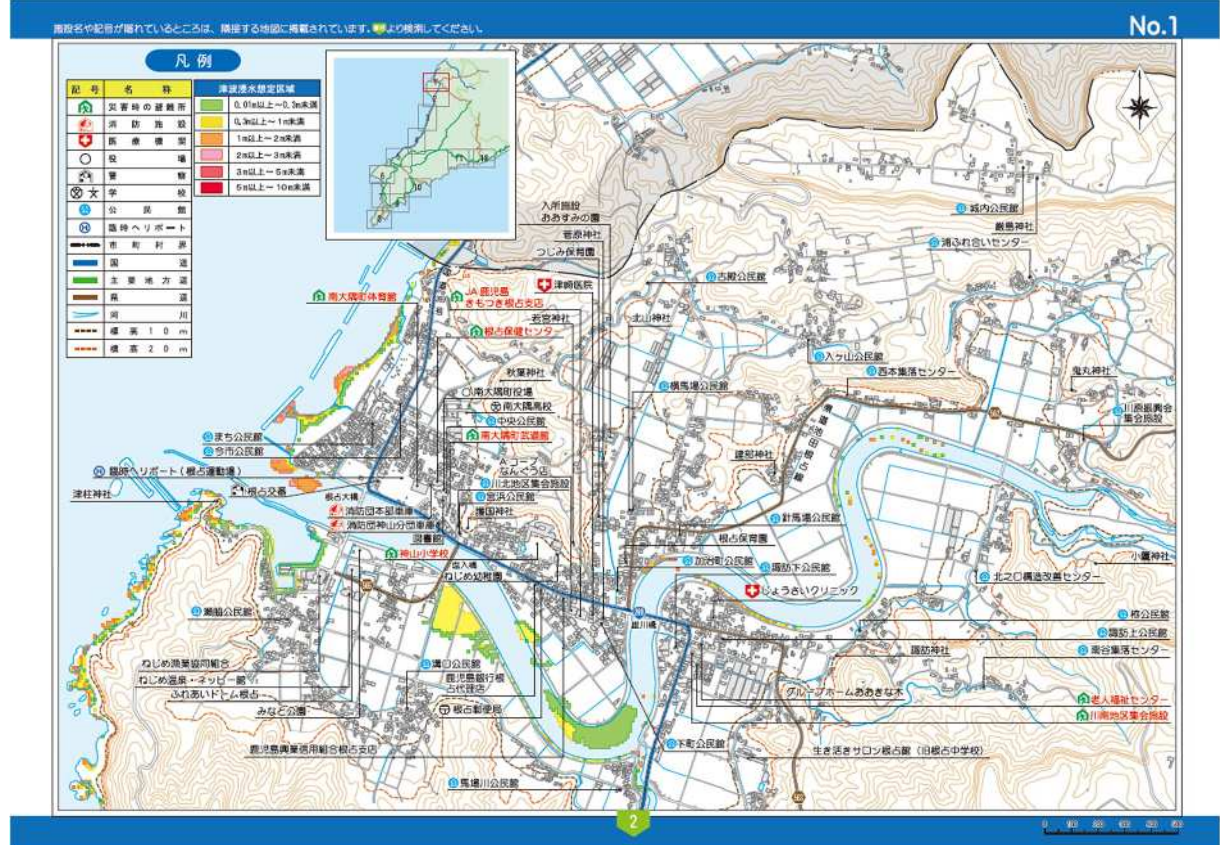 施設名や記号が隠れているところは、隣接する地図に掲載されています。
より検索してください。
No.1
凡例
記号 名称
災害時の避難所
消防施設
医療機関
役場
警察
学校
公民館
臨時ヘリポート
市町村界
国道
主要地方道
県道
河川
標高10m
標高20m
津波浸水想定区域
0.01m以上～0.3m未満
0.3m以上～1m未満
1m以上～2m未満
2m以上～3m未満
3m以上～5m未満
5m以上～10m未満
入所施設
おおすみの園
菅原神社
つじみ保育園
城内公民館
厳島神社
浦ふれ合いセンター
津崎医院
古殿公民館
南大隅町体育館
JA鹿児島
きもつき根占支店
若宮神社
北山神社
根占保健センター
入ヶ山公民館
秋葉神社
西本集落センター
鬼丸神社
横馬場公民館
南大隅町役場
南大隅高校
中央公民館
川原振興会
集会施設
まち公民館
今市公民館
南大隅町武道館
Aコープ
なんぐう店
建部神社
臨時ヘリポート(根占運動場)
川北地区集会施設
根占交番
宮浜公民館
津柱神社
根占大橋
護国神社
消防団本部車庫
消防団神山分団車庫
図書館
計馬場公民館
根占保育園
神山小学校
塩入橋
ねじめ幼稚園
加治町公民館
諏訪下公民館
小鷹神社
北之口構造改善センター
じょうさいクリニック
瀬脇公民館
雄川橋
諏訪上公民館
諏訪神社
ねじめ漁業協同組合
溝口公民館
ねじめ温泉・ネッピー館
鹿児島銀行根
占代理店
ふれあいドーム根占
グループホームおおきな木
老人福祉センター
みなと公園
根占郵便局
川南地区集会施設
鹿児島興業信用組合根占支店
下町公民館
生き活きサロン根占館(旧根占中学校)
馬場川公民館
2